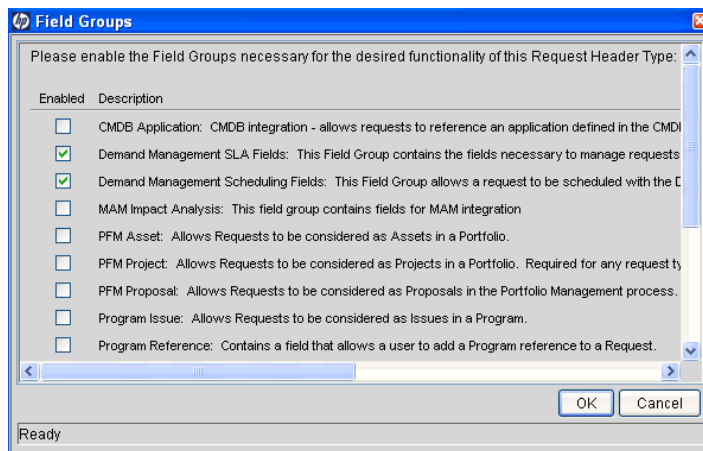 hp Field Groups
Please enable the Field Groups necessary for the desired functionality of this Request Header Type:
Enabled Description
CMDB Application: CMDB integration - allows requests to reference an application defined in the
Demand Management SLA Fields: This Field Group contains the fields necessary to manage requests
Demand Management Scheduling Fields: This Field Group allows a request to be scheduled with the
MAM Impact Analysis: This field group contains fields for MAM integration
PFM Asset: Allows Requests to be considered as Assets in a Portfolio.
PFM Project: Allows Requests to be considered as Projects in a Portfolio. Required for any request
PFM Proposal: Allows Requests to be considered as Proposals in the Portfolio Management process.
Program Issue: Allows Requests to be considered as Issues in a Program.
Program Reference: Contains a field that allows a user to add a Program reference to a Request.
OK Cancel
Ready